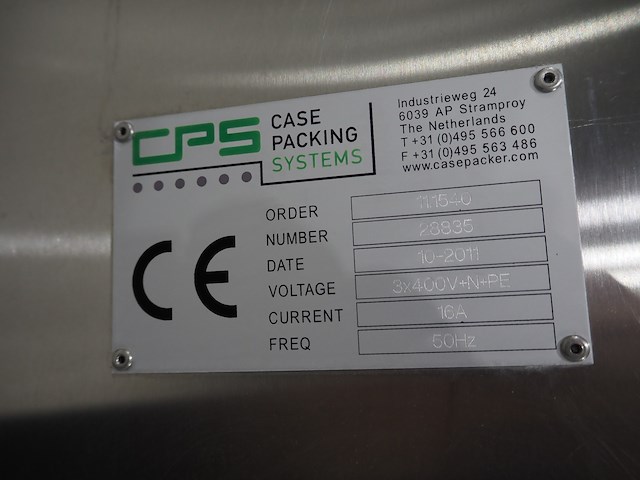 CPS
CASE
PACKING
SYSTEMS
Industrieweg 24
6039 AP Stramproy
The Netherlands
T +31 (0)495 566 600
F +31 (0)495 563 486
www.casepacker.com
CE
ORDER 111540
NUMBER 28835
DATE 10-2011
VOLTAGE 3x400V+N+PE
CURRENT 16A
FREQ 50Hz